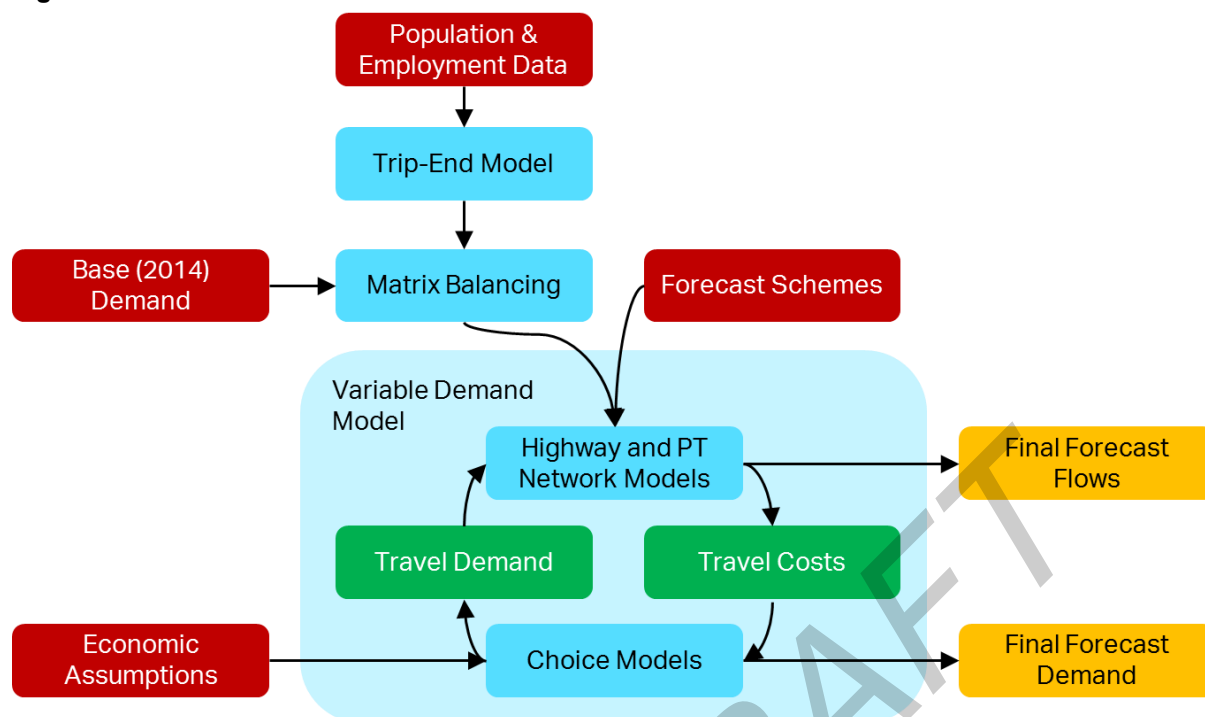 Population &
Employment Data
Trip-End Model
Base (2014)
Demand
Matrix Balancing
Forecast Schemes
Variable Demand
Model
Highway and PT
Network Models
Final Forecast
Flows
Travel Demand
Travel Costs
Economic
Assumptions
Choice Models
Final Forecast
Demand
RAFT